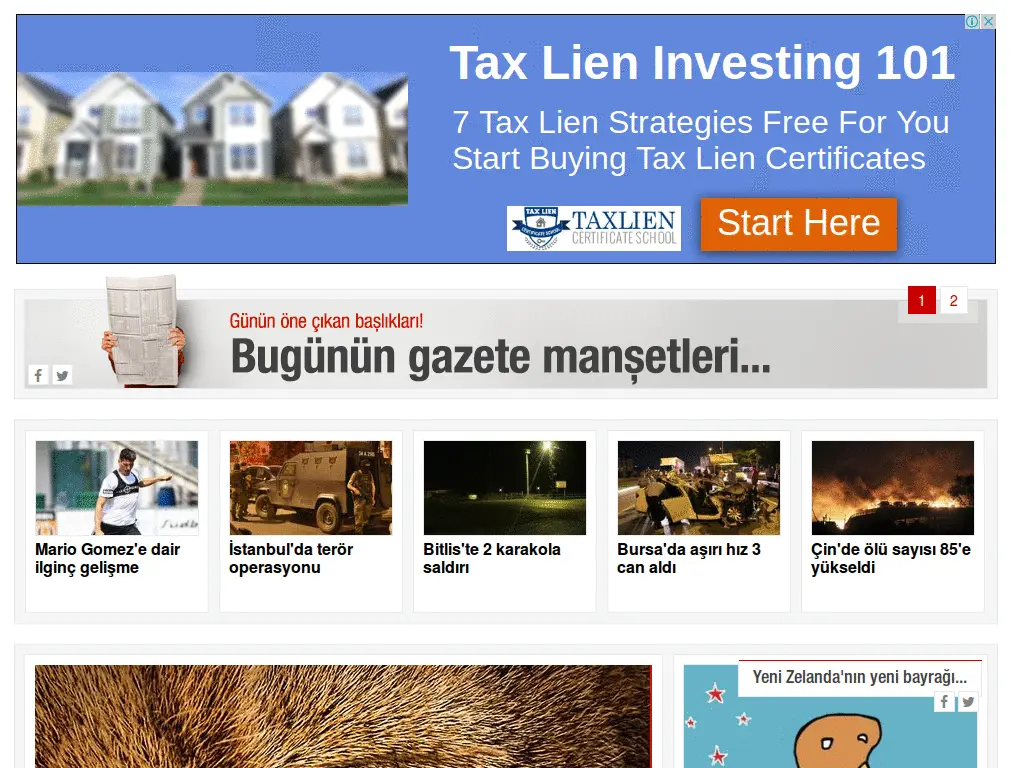 Tax Lien Investing 101
7 Tax Lien Strategies Free For You
Start Buying Tax Lien Certificates
TAX LIEN
CERTIFICATE SCHOOL
TAXLIEN
CERTIFICATE SCHOOL
Start Here
1 2
Günün öne çıkan başlıkları!
Bugünün gazete manşetleri...
Mario Gomez'e dair
ilginç gelişme
İstanbul'da terör
operasyonu
Bitlis'te 2 karakola
saldırı
Bursa'da aşırı hız 3
can aldı
Çin'de ölü sayısı 85'e
yükseldi
Yeni Zelanda'nın yeni bayrağı...